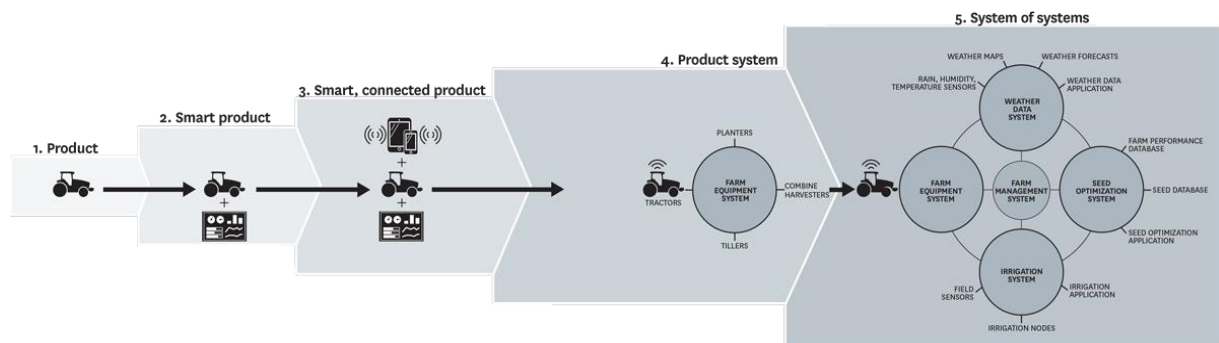 1. Product
2. Smart product
+
3. Smart, connected product
+
+
4. Product system
PLANTERS
TRACTORS
FARM
EQUIPMENT
SYSTEM
COMBINE
HARVESTERS
TILLERS
5. System of systems
WEATHER MAPS
WEATHER FORECASTS
RAIN, HUMIDITY,
TEMPERATURE SENSORS
WEATHER DATA
APPLICATION
WEATHER
DATA
SYSTEM
FARM PERFORMANCE
DATABASE
FARM
EQUIPMENT
SYSTEM
FARM
MANAGEMENT
SYSTEM
SEED
OPTIMIZATION
SYSTEM
SEED DATABASE
SEED OPTIMIZATION
APPLICATION
IRRIGATION
SYSTEM
FIELD
SENSORS
IRRIGATION
APPLICATION
IRRIGATION NODES